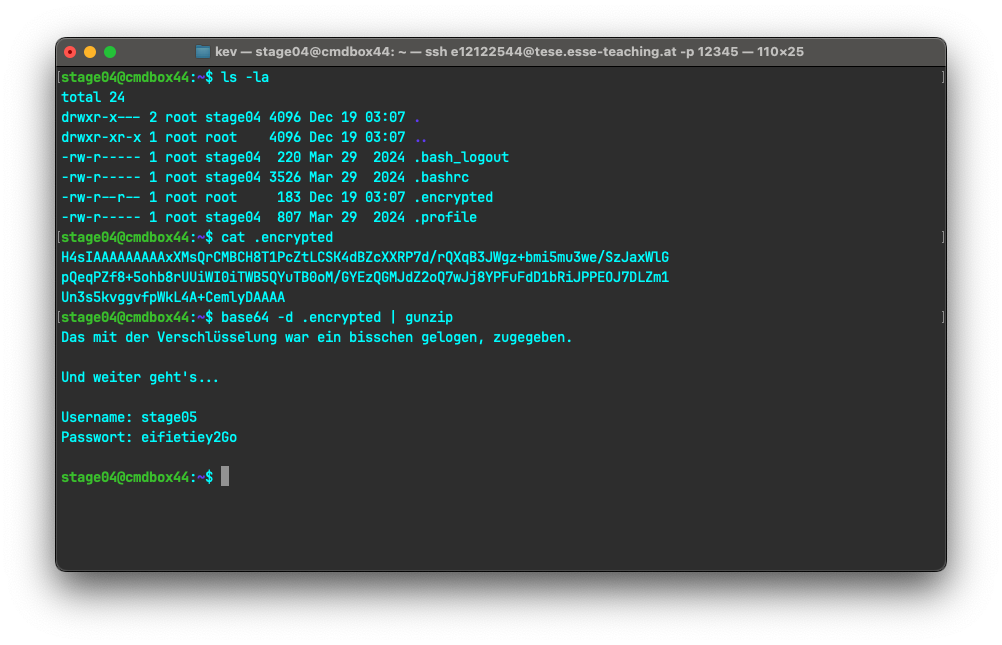 kev — stage04@cmdbox44: ~ — ssh e12122544@tese.esse-teaching.at -p 12345 — 110×25
[stage04@cmdbox44:~$ ls -la ]
total 24
drwxr-x--- 2 root stage04 4096 Dec 19 03:07 .
drwxr-xr-x 1 root root    4096 Dec 19 03:07 ..
-rw-r----- 1 root stage04  220 Mar 29  2024 .bash_logout
-rw-r----- 1 root stage04 3526 Mar 29  2024 .bashrc
-rw-r--r-- 1 root root     183 Dec 19 03:07 .encrypted
-rw-r----- 1 root stage04  807 Mar 29  2024 .profile
[stage04@cmdbox44:~$ cat .encrypted ]
H4sIAAAAAAAAAxXMsQrCMBCH8T1PcZtLCSK4dBZcXXRP7d/rQXqB3JWgz+bmi5mu3we/SzJaxWlG
pQeqPZf8+5ohb8rUUiWI0iTWB5QYuTB0oM/GYEzQGMJdZ2oQ7wJj8YPFuFdD1bRiJPPEOJ7DLZm1
Un3s5kvggvfpWkL4A+CemlyDAAAA
[stage04@cmdbox44:~$ base64 -d .encrypted | gunzip ]
Das mit der Verschlüsselung war ein bisschen gelogen, zugegeben.
Und weiter geht's...
Username: stage05
Passwort: eifietiey2Go
stage04@cmdbox44:~$